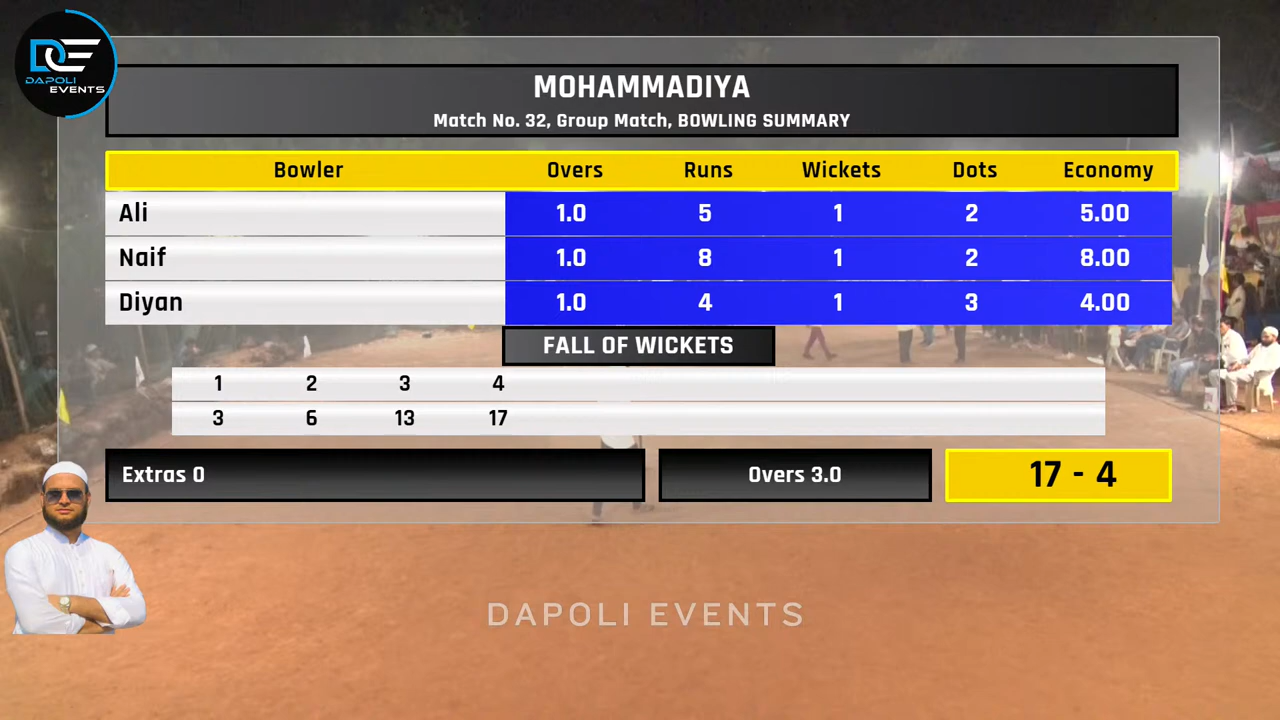 DE
DAPOLI
EVENTS
MOHAMMADIYA
Match No. 32, Group Match, BOWLING SUMMARY
Bowler Overs Runs Wickets Dots Economy
Ali 1.0 5 1 2 5.00
Naif 1.0 8 1 2 8.00
Diyan 1.0 4 1 3 4.00
FALL OF WICKETS
1 2 3 4
3 6 13 17
Extras 0 Overs 3.0 17 - 4
DAPOLI EVENTS